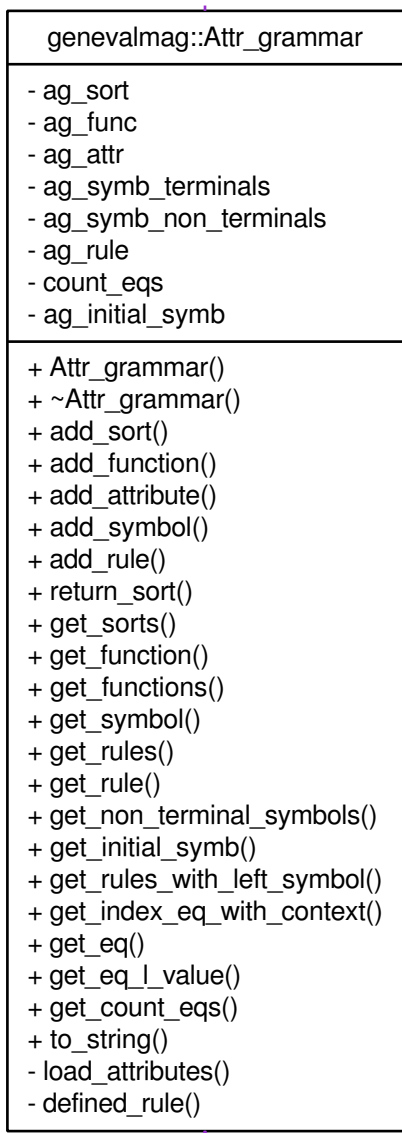 genevalmag::Attr_grammar
- ag_sort
- ag_func
- ag_attr
- ag_symb_terminals
- ag_symb_non_terminals
- ag_rule
- count_eqs
- ag_initial_symb
+ Attr_grammar()
+ ~Attr_grammar()
+ add_sort()
+ add_function()
+ add_attribute()
+ add_symbol()
+ add_rule()
+ return_sort()
+ get_sorts()
+ get_function()
+ get_functions()
+ get_symbol()
+ get_rules()
+ get_rule()
+ get_non_terminal_symbols()
+ get_initial_symb()
+ get_rules_with_left_symbol()
+ get_index_eq_with_context()
+ get_eq()
+ get_eq_l_value()
+ get_count_eqs()
+ to_string()
- load_attributes()
- defined_rule()